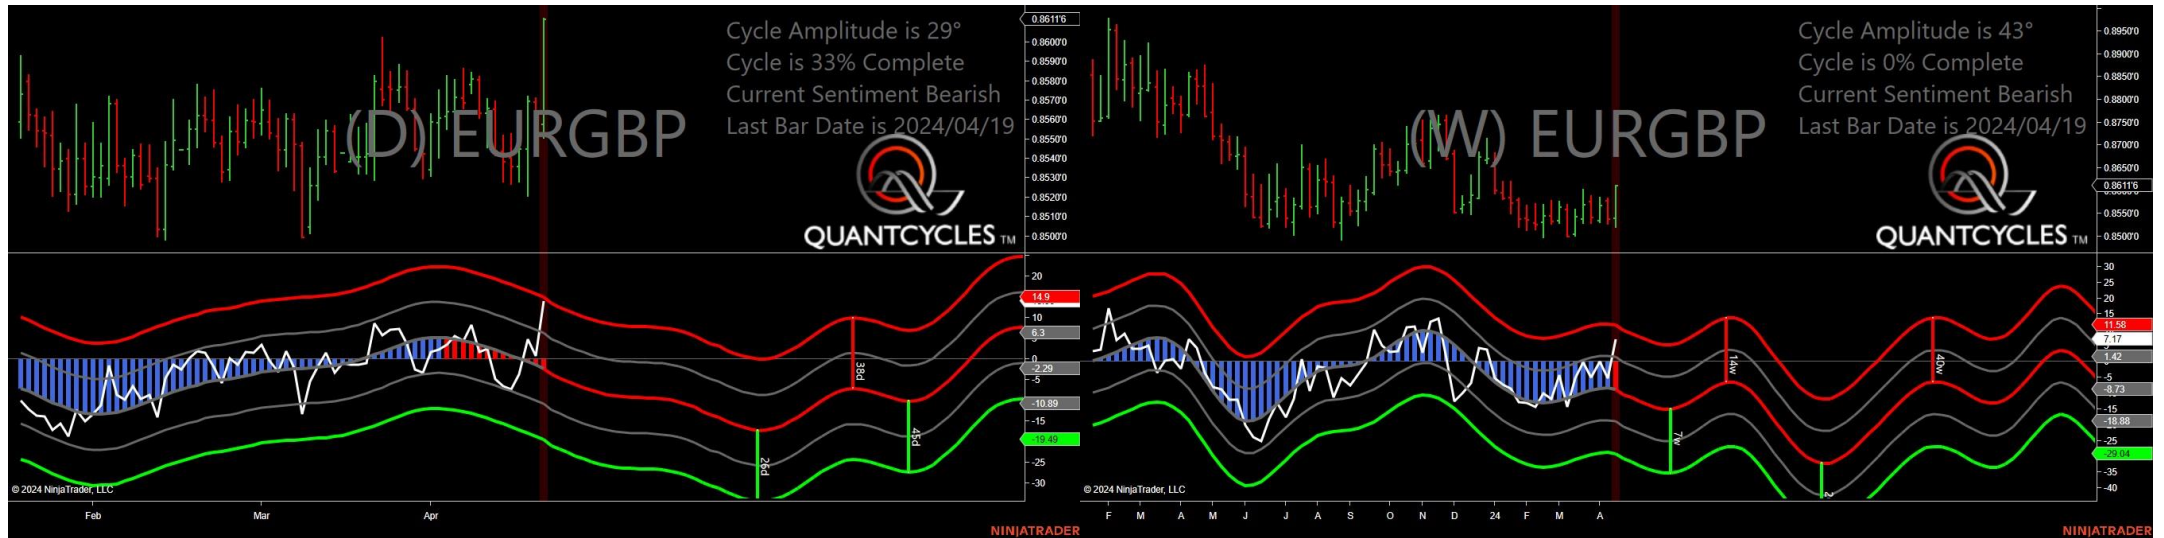 Cycle Amplitude is 29°
Cycle is 33% Complete
Current Sentiment Bearish
Last Bar Date is 2024/04/19
(D) EURGBP
QUANTCYCLES TM
0.8611'6
0.8600'0
0.8590'0
0.8580'0
0.8570'0
0.8560'0
0.8550'0
0.8540'0
0.8530'0
0.8520'0
0.8510'0
0.8500'0
20
14.9
10
6.3
0
-2.29
-5
-10.89
-15
-19.49
-25
-30
38d
45d
26d
© 2024 NinjaTrader, LLC
Feb
Mar
Apr
NINJATRADER
Cycle Amplitude is 43°
Cycle is 0% Complete
Current Sentiment Bearish
Last Bar Date is 2024/04/19
(W) EURGBP
QUANTCYCLES TM
0.8950'0
0.8900'0
0.8850'0
0.8800'0
0.8750'0
0.8700'0
0.8650'0
0.8611'6
0.8550'0
0.8500'0
30
25
20
15
11.58
7.17
1.42
-5
-8.73
-15
-18.88
-25
-29.04
-35
-40
14w
40w
7w
2
© 2024 NinjaTrader, LLC
F
M
A
M
J
J
A
S
O
N
D
24
F
M
A
NINJATRADER